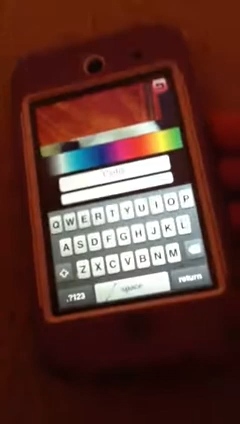 Q W E R T Y U I O P
A S D F G H J K L
Z X C V B N M
.?123 space return